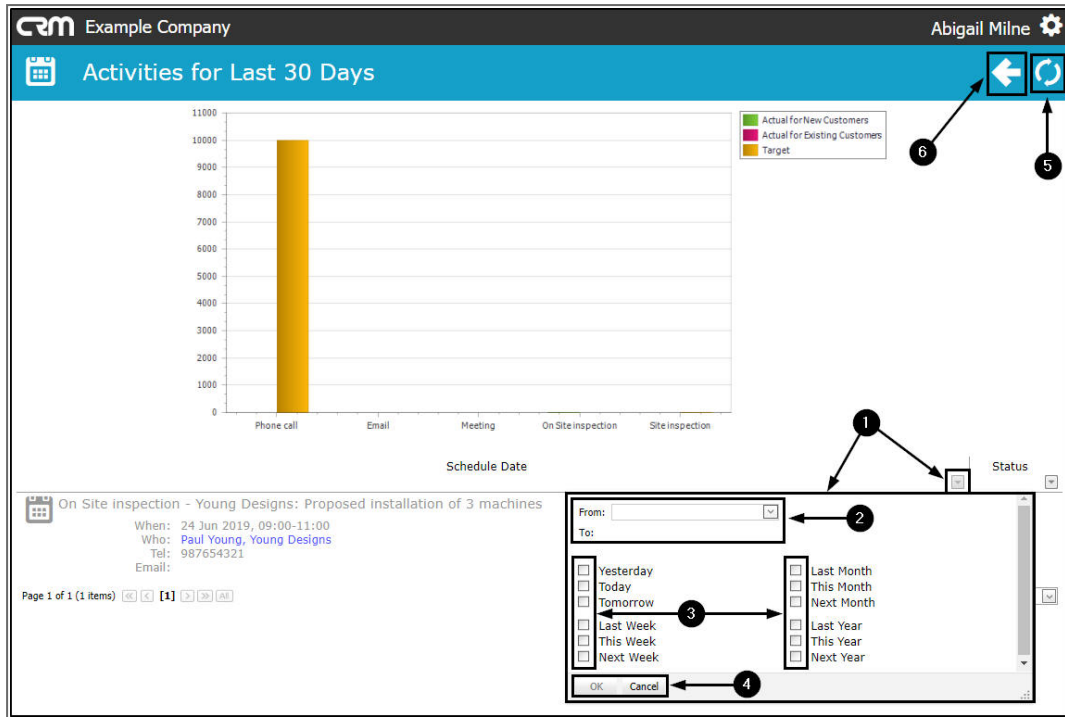 CRM Example Company Abigail Milne
Activities for Last 30 Days
11000
10000
9000
8000
7000
6000
5000
4000
3000
2000
1000
0
Phone call Email Meeting On Site inspection Site inspection
Actual for New Customers
Actual for Existing Customers
Target
6
5
1
Schedule Date Status
On Site inspection - Young Designs: Proposed installation of 3 machines
When: 24 Jun 2019, 09:00-11:00
Who: Paul Young, Young Designs
Tel: 987654321
Email:
Page 1 of 1 (1 items) « < [1] > » All
From:
To:
2
Yesterday
Today
Tomorrow
Last Week
This Week
Next Week
3
Last Month
This Month
Next Month
Last Year
This Year
Next Year
OK Cancel
4